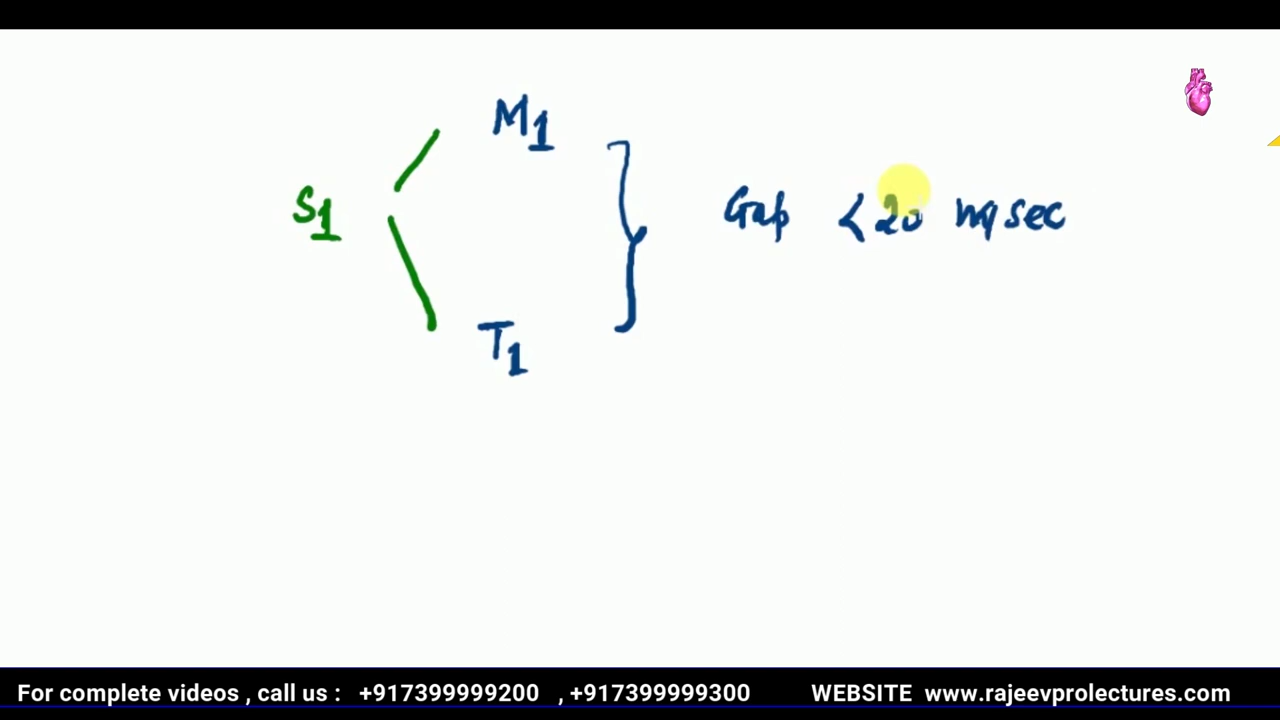 M1
S1
Gap <20 msec
T1
For complete videos , call us : +917399999200 , +917399999300 WEBSITE www.rajeevprolectures.com